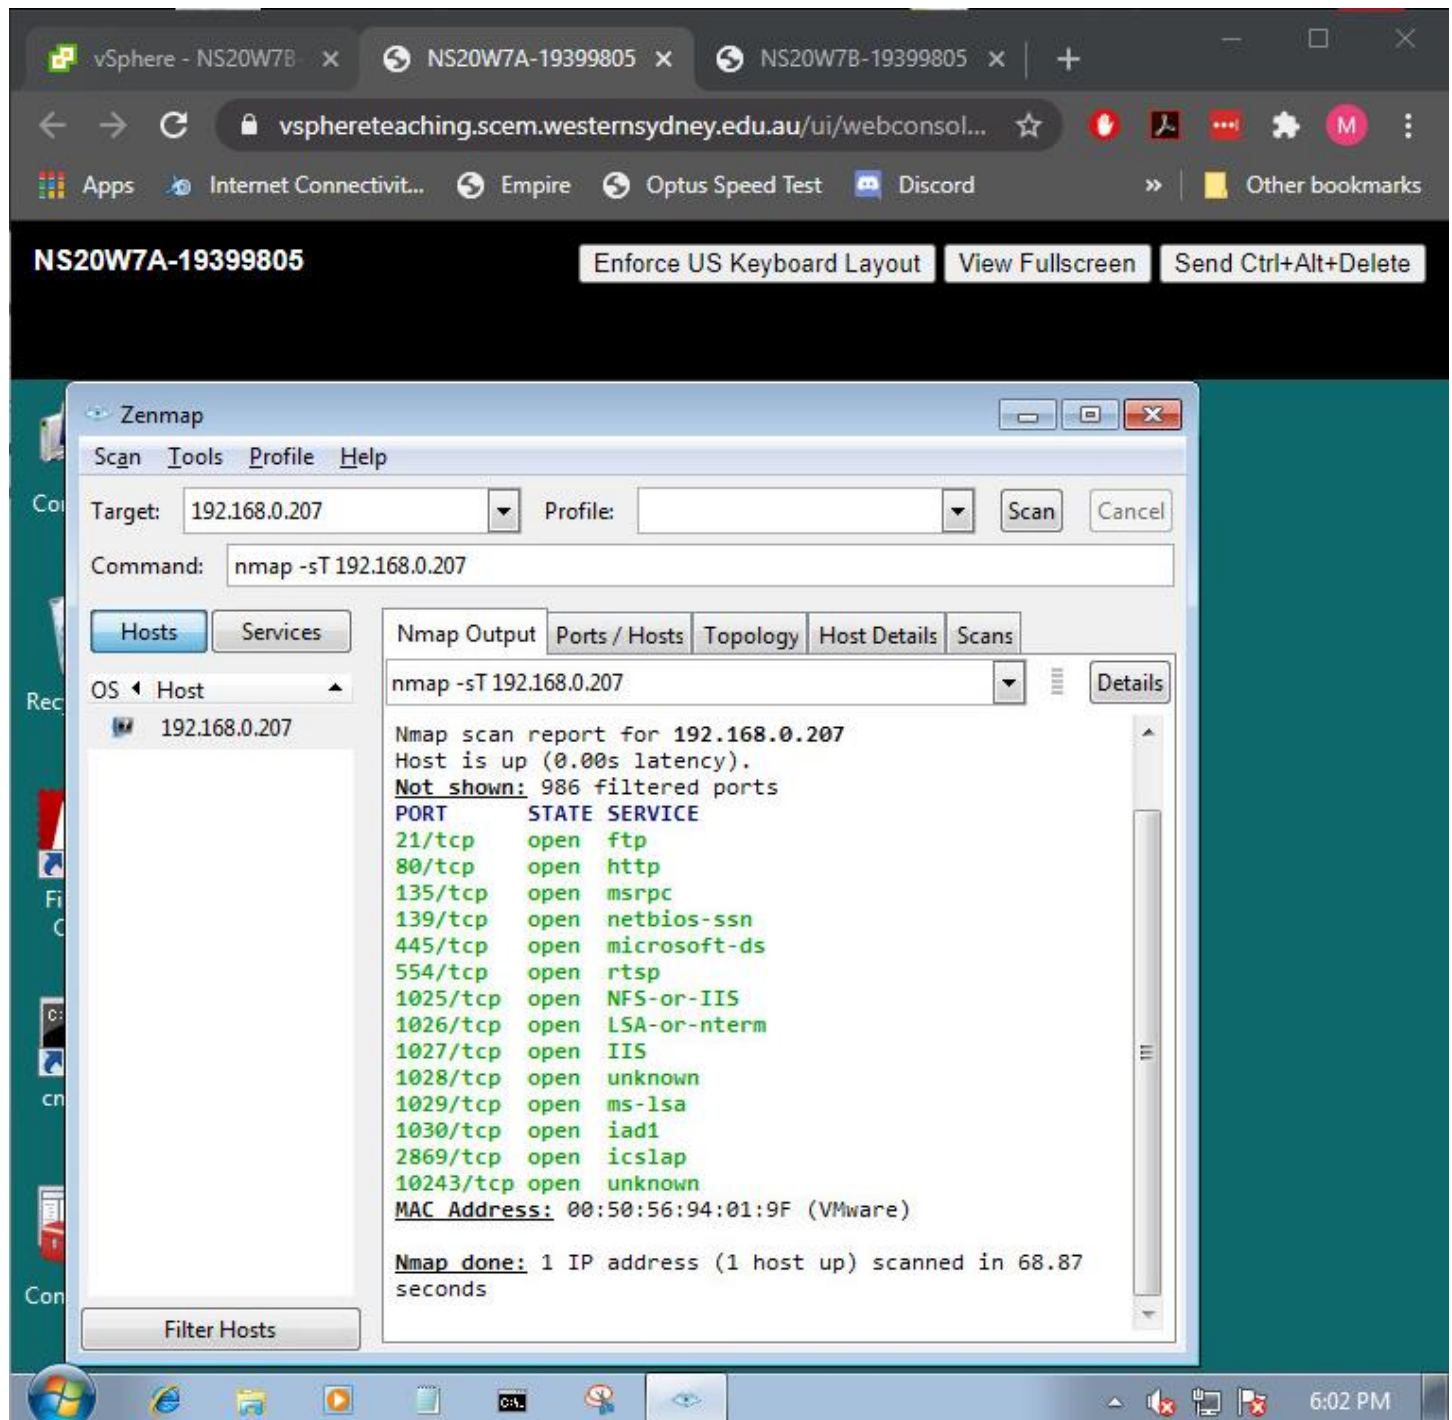 vSphere - NS20W7B-
NS20W7A-19399805
NS20W7B-19399805
vsphereteaching.scem.westernsydney.edu.au/ui/webconsol...
M
Apps
Internet Connectivit...
Empire
Optus Speed Test
Discord
»
Other bookmarks
NS20W7A-19399805
Enforce US Keyboard Layout
View Fullscreen
Send Ctrl+Alt+Delete
Zenmap
Scan Tools Profile Help
Target: 192.168.0.207 Profile: Scan Cancel
Command: nmap -sT 192.168.0.207
Hosts Services
Nmap Output Ports / Hosts Topology Host Details Scans
OS Host
192.168.0.207
nmap -sT 192.168.0.207 Details
Nmap scan report for 192.168.0.207
Host is up (0.00s latency).
Not shown: 986 filtered ports
PORT STATE SERVICE
21/tcp open ftp
80/tcp open http
135/tcp open msrpc
139/tcp open netbios-ssn
445/tcp open microsoft-ds
554/tcp open rtsp
1025/tcp open NFS-or-IIS
1026/tcp open LSA-or-nterm
1027/tcp open IIS
1028/tcp open unknown
1029/tcp open ms-lsa
1030/tcp open iad1
2869/tcp open icslap
10243/tcp open unknown
MAC Address: 00:50:56:94:01:9F (VMware)
Nmap done: 1 IP address (1 host up) scanned in 68.87
seconds
Filter Hosts
Rec
Fi
Con
6:02 PM